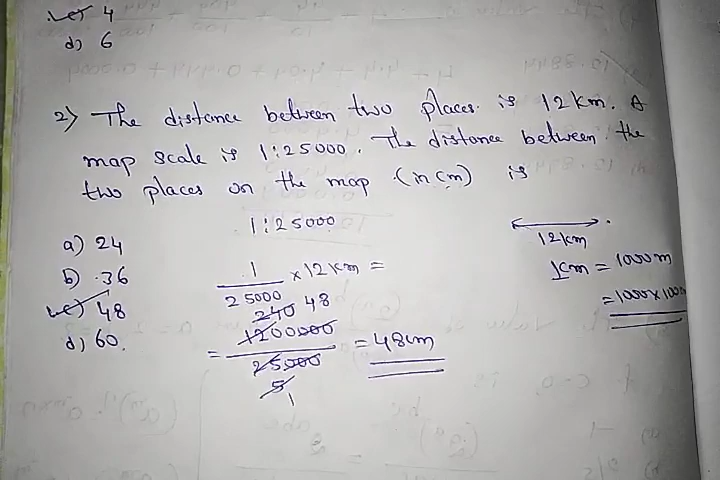 c) 4
d) 6
2) The distance between two places is 12 km. A
map scale is 1:25000. The distance between the
two places on the map (in cm) is
1:25000
a) 24
b) 36
c) 48
d) 60.
12 km
1 km = 1000 m
= 1000 x 100
1/25000 x 12 km =
240 48
= 1200000/25000 = 48 cm
5
1